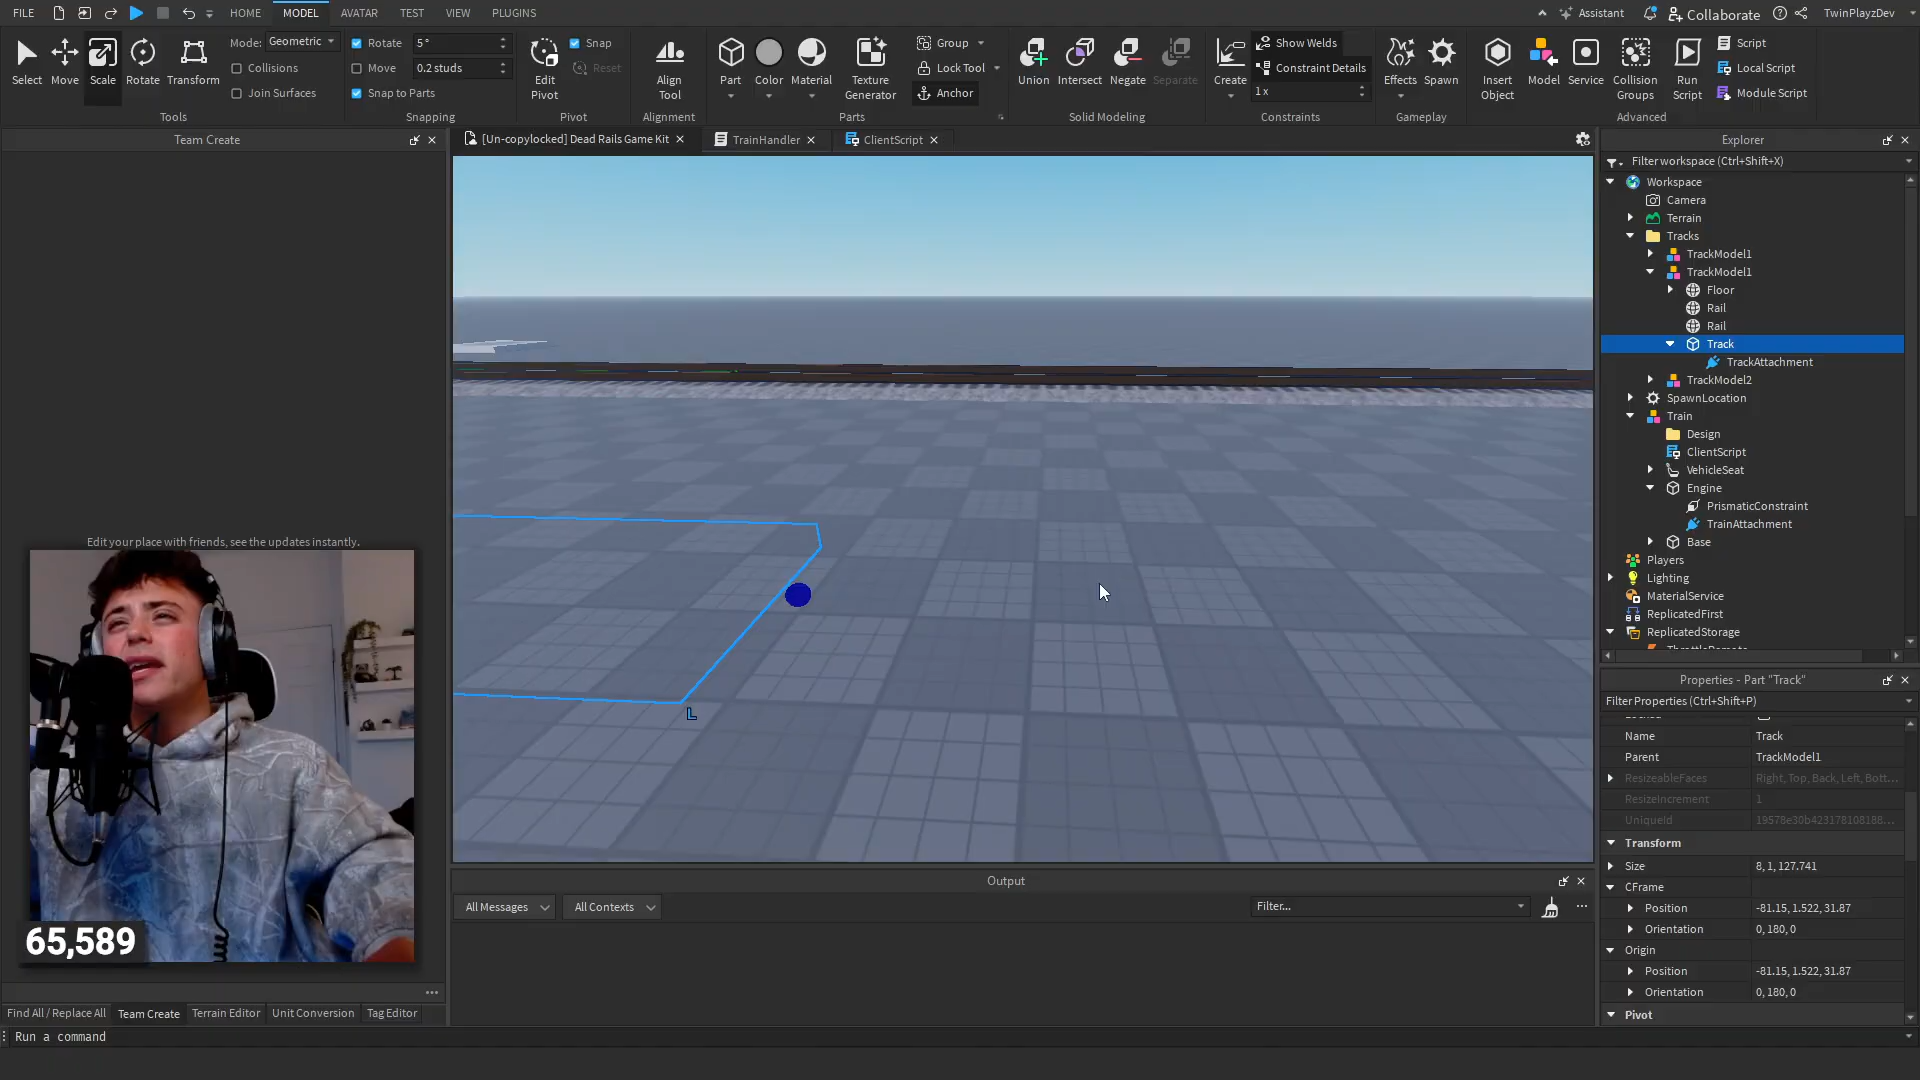 FILE HOME MODEL AVATAR TEST VIEW PLUGINS Assistant Collaborate TwinPlayzDev
Select Move Scale Rotate Transform
Mode: Geometric
Collisions
Join Surfaces
Tools
Rotate 5°
Move 0.2 studs
Snap to Parts
Snapping
Edit Pivot
Snap
Reset
Pivot
Align Tool
Alignment
Part Color Material Texture Generator
Group
Lock Tool
Anchor
Parts
Union Intersect Negate Separate
Solid Modeling
Create
Show Welds
Constraint Details
1 x
Constraints
Effects Spawn
Gameplay
Insert Object Model Service Collision Groups Run Script
Script
Local Script
Module Script
Advanced
Team Create
Edit your place with friends, see the updates instantly.
65,589
Find All / Replace All Team Create Terrain Editor Unit Conversion Tag Editor
Run a command
[Un-copylocked] Dead Rails Game Kit TrainHandler ClientScript
L
Output
All Messages All Contexts Filter...
Explorer
Filter workspace (Ctrl+Shift+X)
Workspace
Camera
Terrain
Tracks
TrackModel1
TrackModel1
Floor
Rail
Rail
Track
TrackAttachment
TrackModel2
SpawnLocation
Train
Design
ClientScript
VehicleSeat
Engine
PrismaticConstraint
TrainAttachment
Base
Players
Lighting
MaterialService
ReplicatedFirst
ReplicatedStorage
Properties - Part "Track"
Filter Properties (Ctrl+Shift+P)
Name Track
Parent TrackModel1
ResizeableFaces Right, Top, Back, Left, Bott...
ResizeIncrement 1
UniqueId 19578e30b423178108188...
Transform
Size 8, 1, 127.741
CFrame
Position -81.15, 1.522, 31.87
Orientation 0, 180, 0
Origin
Position -81.15, 1.522, 31.87
Orientation 0, 180, 0
Pivot